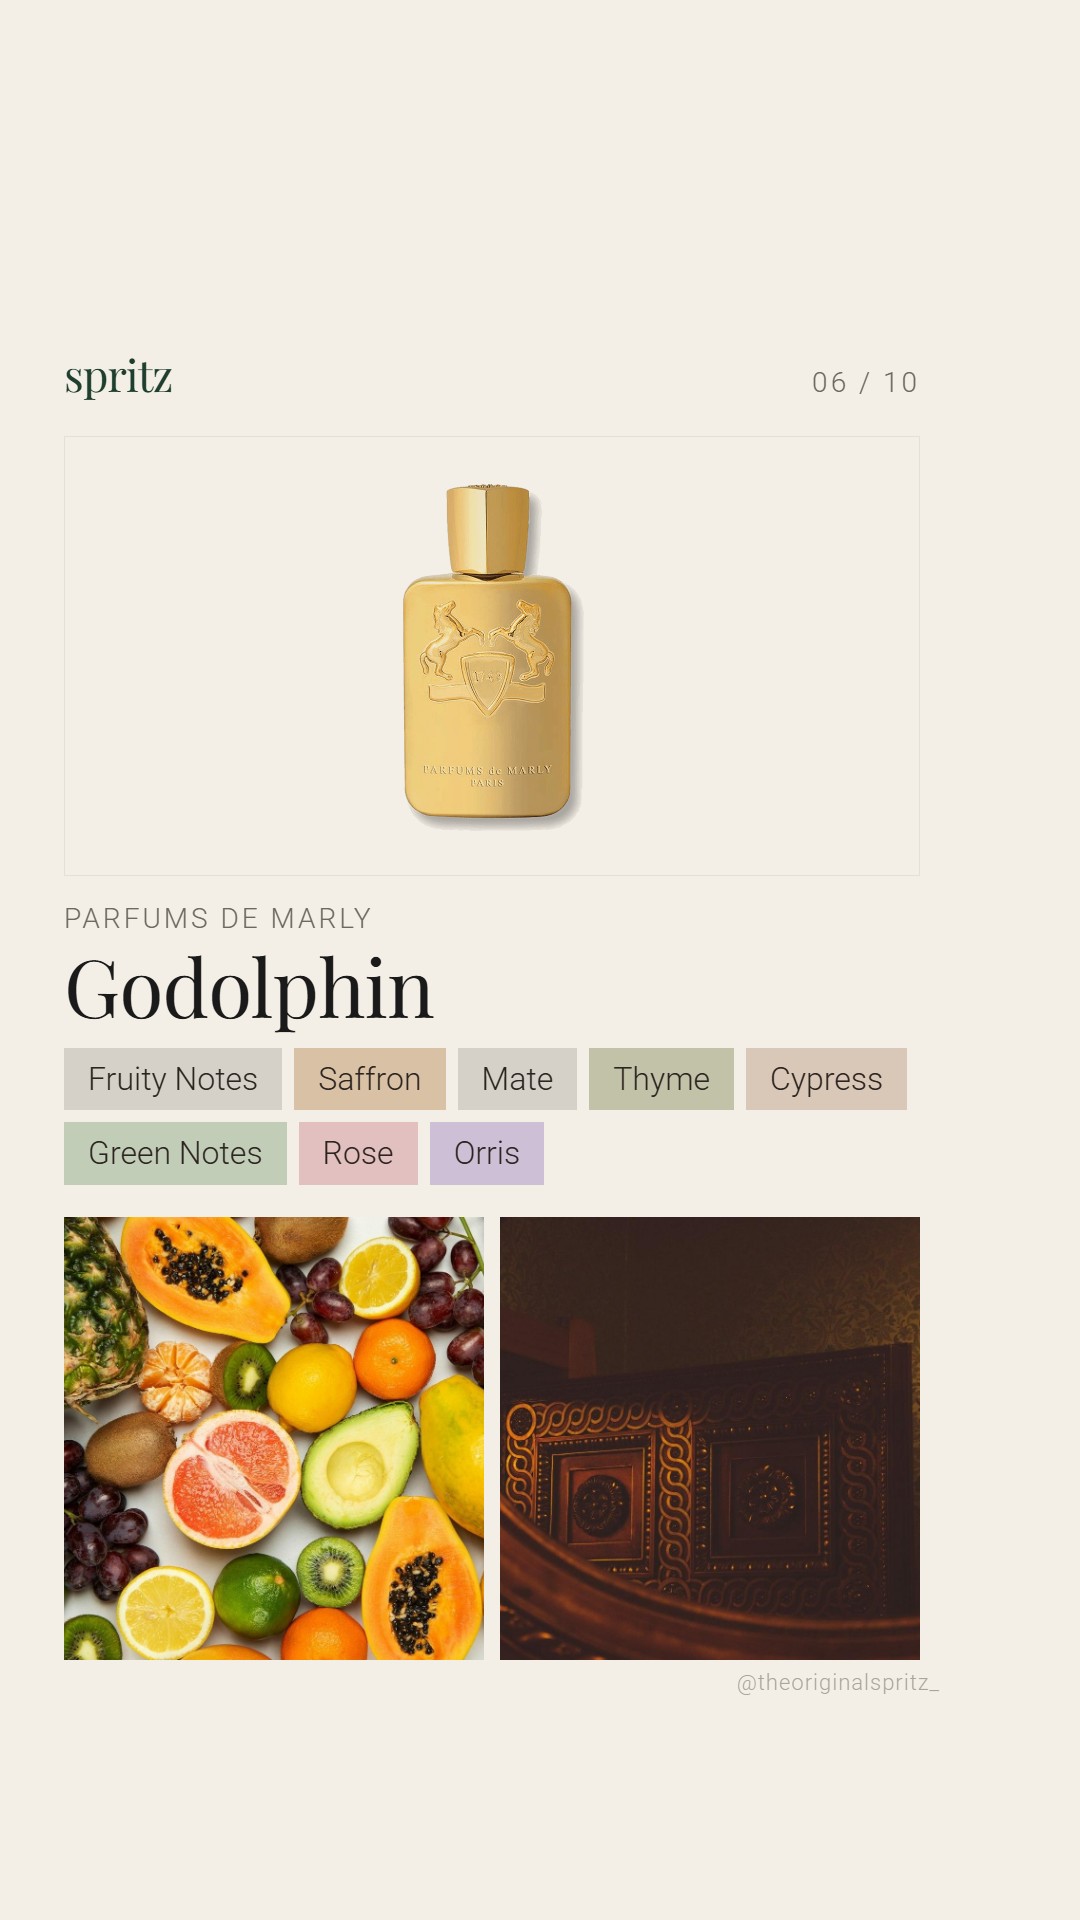 spritz
06 / 10
PARFUMS de MARLY
PARIS
PARFUMS DE MARLY
Godolphin
Fruity Notes Saffron Mate Thyme Cypress
Green Notes Rose Orris
@theoriginalspritz_